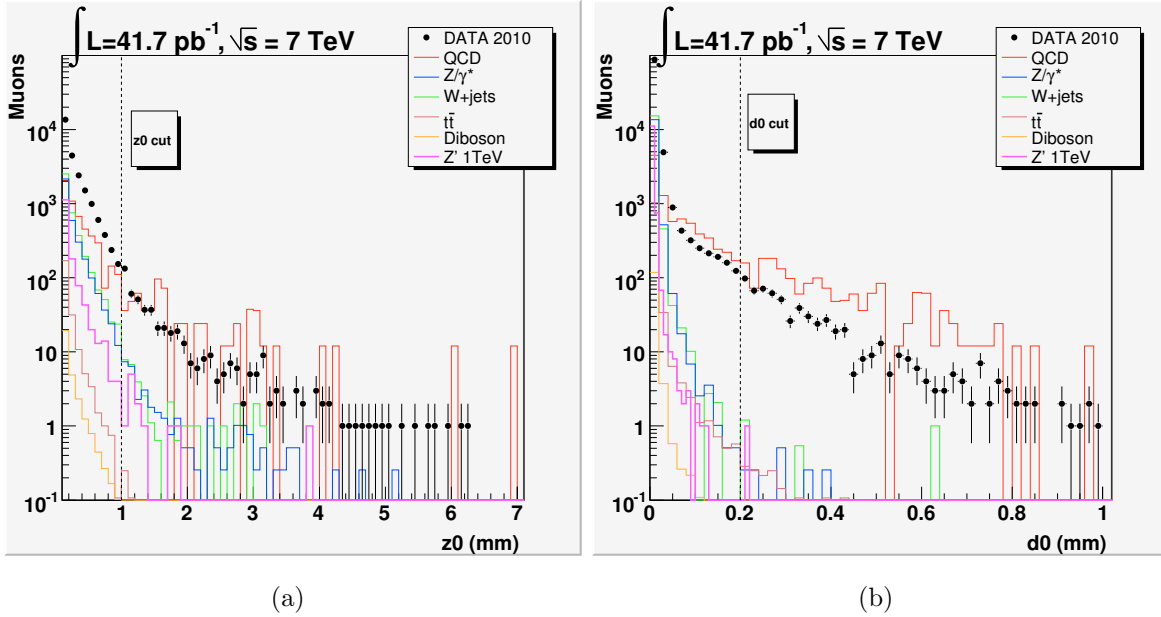 ∫ L=41.7 pb⁻¹, √s = 7 TeV
Muons
DATA 2010
QCD
Z/γ*
W+jets
tt̄
Diboson
Z' 1TeV
z0 cut
10⁴
10³
10²
10
1
10⁻¹
1 2 3 4 5 6 7
z0 (mm)
(a)
∫ L=41.7 pb⁻¹, √s = 7 TeV
Muons
DATA 2010
QCD
Z/γ*
W+jets
tt̄
Diboson
Z' 1TeV
d0 cut
10⁴
10³
10²
10
1
10⁻¹
0 0.2 0.4 0.6 0.8 1
d0 (mm)
(b)